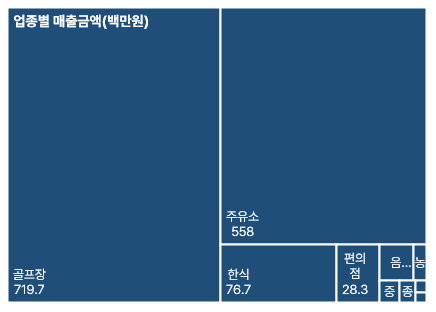 업종별 매출금액(백만원)
골프장
719.7
주유소
558
한식
76.7
편의
점
28.3
음...
농
중
종